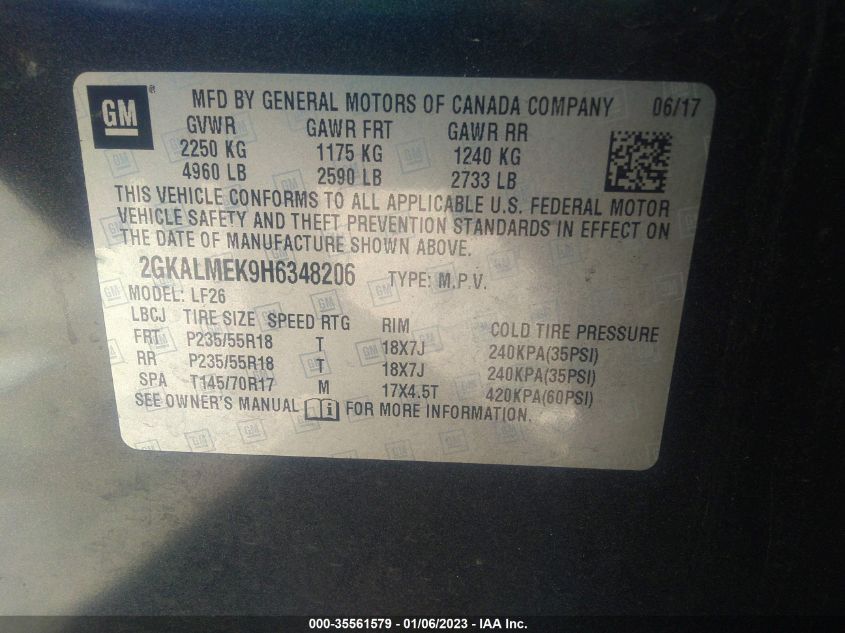 GM ®
MFD BY GENERAL MOTORS OF CANADA COMPANY 06/17
GVWR GAWR FRT GAWR RR
2250 KG 1175 KG 1240 KG
4960 LB 2590 LB 2733 LB
THIS VEHICLE CONFORMS TO ALL APPLICABLE U.S. FEDERAL MOTOR
VEHICLE SAFETY AND THEFT PREVENTION STANDARDS IN EFFECT ON
THE DATE OF MANUFACTURE SHOWN ABOVE.
2GKALMEK9H6348206 TYPE: M.P.V.
MODEL: LF26
LBCJ TIRE SIZE SPEED RTG RIM COLD TIRE PRESSURE
FRT P235/55R18 T 18X7J 240KPA(35PSI)
RR P235/55R18 T 18X7J 240KPA(35PSI)
SPA T145/70R17 M 17X4.5T 420KPA(60PSI)
SEE OWNER'S MANUAL i FOR MORE INFORMATION.
000-35561579 - 01/06/2023 - IAA Inc.